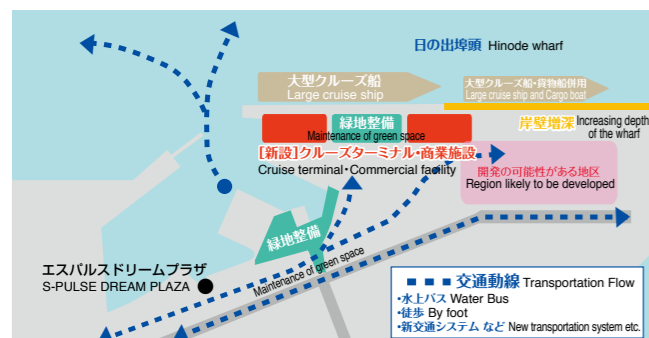 日の出埠頭 Hinode wharf
大型クルーズ船
Large cruise ship
大型クルーズ船・貨物船併用
Large cruise ship and Cargo boat
緑地整備
Maintenance of green space
岸壁増深 Increasing depth
of the wharf
[新設]クルーズターミナル・商業施設
Cruise terminal・Commercial facility
開発の可能性がある地区
Region likely to be developed
緑地整備
Maintenance of green space
エスパルスドリームプラザ
S-PULSE DREAM PLAZA
交通動線 Transportation Flow
・水上バス Water Bus
・徒歩 By foot
・新交通システム など New transportation system etc.